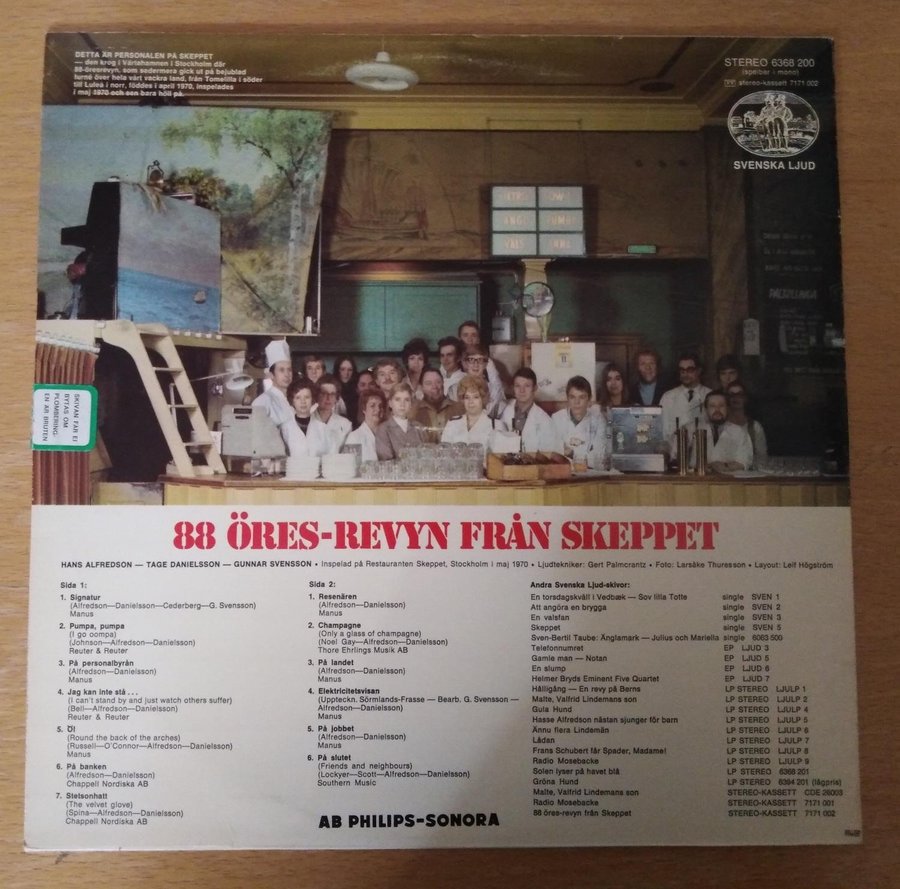 DETTA ÄR PERSONALEN PÅ SKEPPET
— den krog i Värtahamnen i Stockholm där
88-öresrevyn, som sedermera gick ut på bejublad
turné över hela vårt vackra land, från Tomelilla i söder
till Luleå i norr, föddes i april 1970, inspelades
i maj 1970 och sen bara höll på.
STEREO 6368 200
(spelbar i mono)
stereo-kassett 7171 002
SVENSKA LJUD
SKIVAN FÅR EJ
BYTAS OM
PLOMBERING-
EN ÄR BRUTEN
88 ÖRES-REVYN FRÅN SKEPPET
HANS ALFREDSON — TAGE DANIELSSON — GUNNAR SVENSSON • Inspelad på Restauranten Skeppet, Stockholm i maj 1970 • Ljudtekniker: Gert Palmcrantz • Foto: Larsåke Thuresson • Layout: Leif Högström
Side 1:
1. Signatur
(Alfredson—Danielsson—Cederberg—G. Svensson)
Manus
2. Pumpa, pumpa
(I go oompa)
(Johnson—Alfredson—Danielsson)
Reuter & Reuter
3. På personalbyrån
(Alfredson—Danielsson)
Manus
4. Jag kan inte stå . . .
(I can't stand by and just watch others suffer)
(Bell—Alfredson—Danielsson)
Reuter & Reuter
5. Öl
(Round the back of the arches)
(Russell—O'Connor—Alfredson—Danielsson)
Manus
6. På banken
(Alfredson—Danielsson)
Chappell Nordiska AB
7. Stetsonhatt
(The velvet glove)
(Spina—Alfredson—Danielsson)
Chappell Nordiska AB
Side 2:
1. Resenären
(Alfredson—Danielsson)
Manus
2. Champagne
(Only a glass of champagne)
(Noel Gay—Alfredson—Danielsson)
Thore Ehrlings Musik AB
3. På landet
(Alfredson—Danielsson)
Manus
4. Elektricitetsvisan
(Uppteckn. Sörmlands-Frasse — Bearb. G. Svensson —
Alfredson—Danielsson)
Manus
5. På jobbet
(Alfredson—Danielsson)
Manus
6. På slutet
(Friends and neighbours)
(Lockyer—Scott—Alfredson—Danielsson)
Southern Music
AB PHILIPS-SONORA
Andra Svenska Ljud-skivor:
En torsdagskväll i Vedbæk — Sov lilla Totte single SVEN 1
Att angöra en brygga single SVEN 2
En valsfan single SVEN 3
Skeppet single SVEN 5
Sven-Bertil Taube: Änglamark — Julius och Mariella single 6063 500
Telefonnumret EP LJUD 3
Gamle man — Notan EP LJUD 5
En slump EP LJUD 6
Helmer Bryds Eminent Five Quartet EP LJUD 7
Hålligång — En revy på Berns LP STEREO LJULP 1
Malte, Valfrid Lindemans son LP STEREO LJULP 2
Gula Hund LP STEREO LJULP 4
Hasse Alfredson nästan sjunger för barn LP STEREO LJULP 5
Ännu flera Lindemän LP STEREO LJULP 6
Lådan LP STEREO LJULP 7
Frans Schubert får Spader, Madame! LP STEREO LJULP 8
Radio Mosebacke LP STEREO LJULP 9
Solen lyser på havet blå LP STEREO 6368 201
Gröna Hund LP STEREO 6394 201 (lågpris)
Malte, Valfrid Lindemans son STEREO-KASSETT CDE 26003
Radio Mosebacke STEREO-KASSETT 7171 001
88 öres-revyn från Skeppet STEREO-KASSETT 7171 002